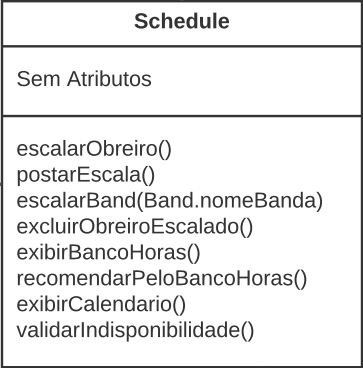 Schedule
Sem Atributos
escalarObreiro()
postarEscala()
escalarBand(Band.nomeBanda)
excluirObreiroEscalado()
exibirBancoHoras()
recomendarPeloBancoHoras()
exibirCalendario()
validarIndisponibilidade()